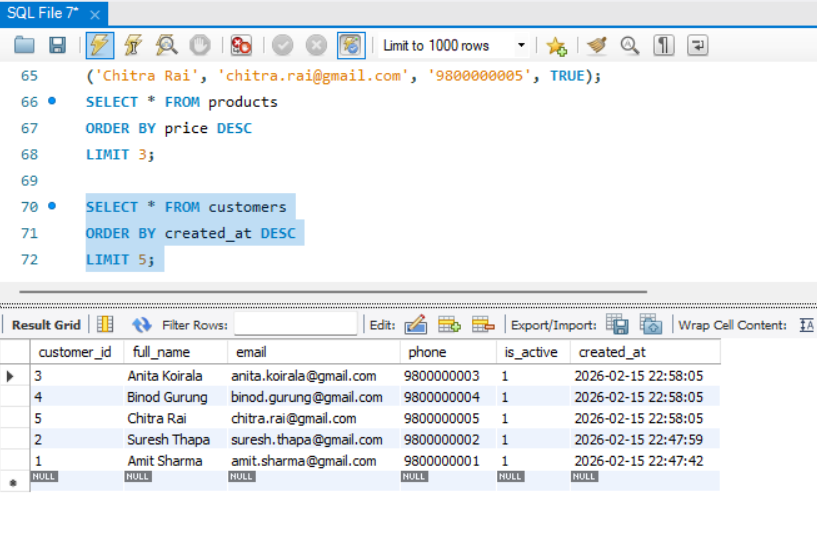 SQL File 7*
Limit to 1000 rows
65 ('Chitra Rai', 'chitra.rai@gmail.com', '9800000005', TRUE);
66 SELECT * FROM products
67 ORDER BY price DESC
68 LIMIT 3;
69
70 SELECT * FROM customers
71 ORDER BY created_at DESC
72 LIMIT 5;
Result Grid Filter Rows: Edit: Export/Import: Wrap Cell Content: IA
customer_id full_name email phone is_active created_at
3 Anita Koirala anita.koirala@gmail.com 9800000003 1 2026-02-15 22:58:05
4 Binod Gurung binod.gurung@gmail.com 9800000004 1 2026-02-15 22:58:05
5 Chitra Rai chitra.rai@gmail.com 9800000005 1 2026-02-15 22:58:05
2 Suresh Thapa suresh.thapa@gmail.com 9800000002 1 2026-02-15 22:47:59
1 Amit Sharma amit.sharma@gmail.com 9800000001 1 2026-02-15 22:47:42
NULL NULL NULL NULL NULL NULL